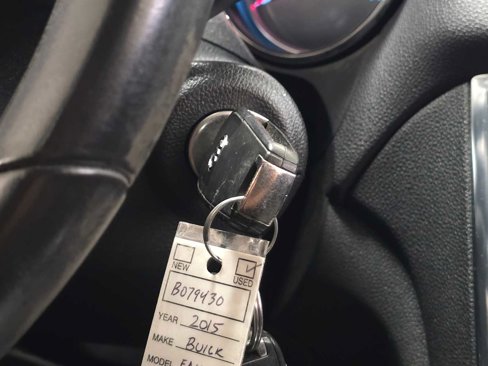 NEW
USED
B079430
YEAR 2015
MAKE BUICK
MODEL